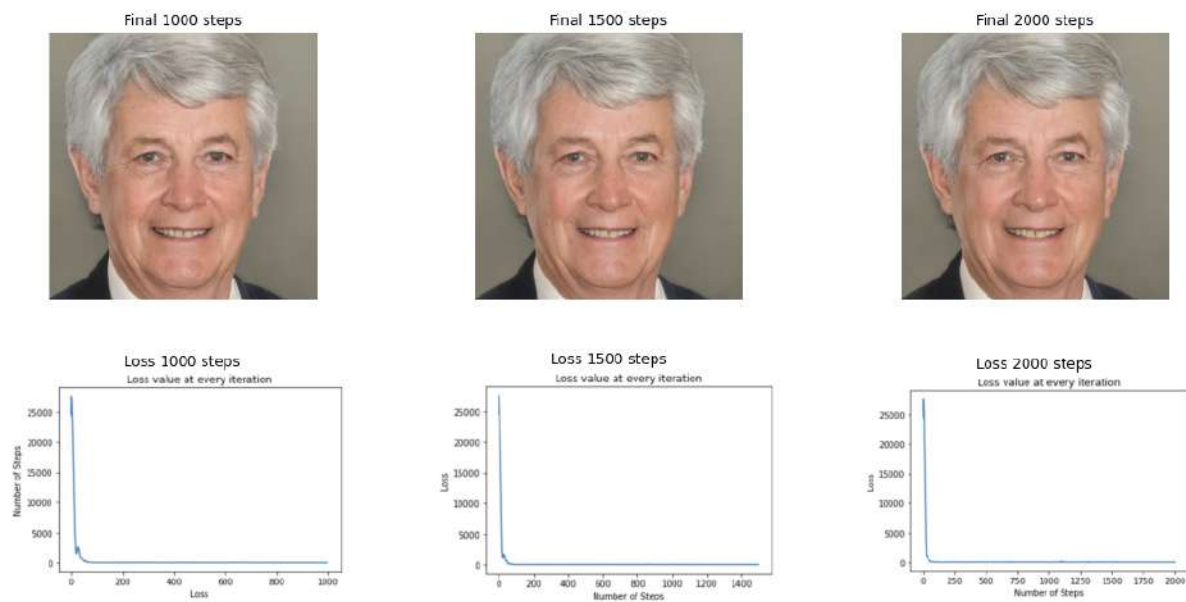 Final 1000 steps
Final 1500 steps
Final 2000 steps
Loss 1000 steps
Loss value at every iteration
Number of Steps
25000
20000
15000
10000
5000
0
0 200 400 600 800 1000
Loss
Loss 1500 steps
Loss value at every iteration
Loss
25000
20000
15000
10000
5000
0
0 200 400 600 800 1000 1200 1400
Number of Steps
Loss 2000 steps
Loss value at every iteration
Loss
25000
20000
15000
10000
5000
0
0 250 500 750 1000 1250 1500 1750 2000
Number of Steps